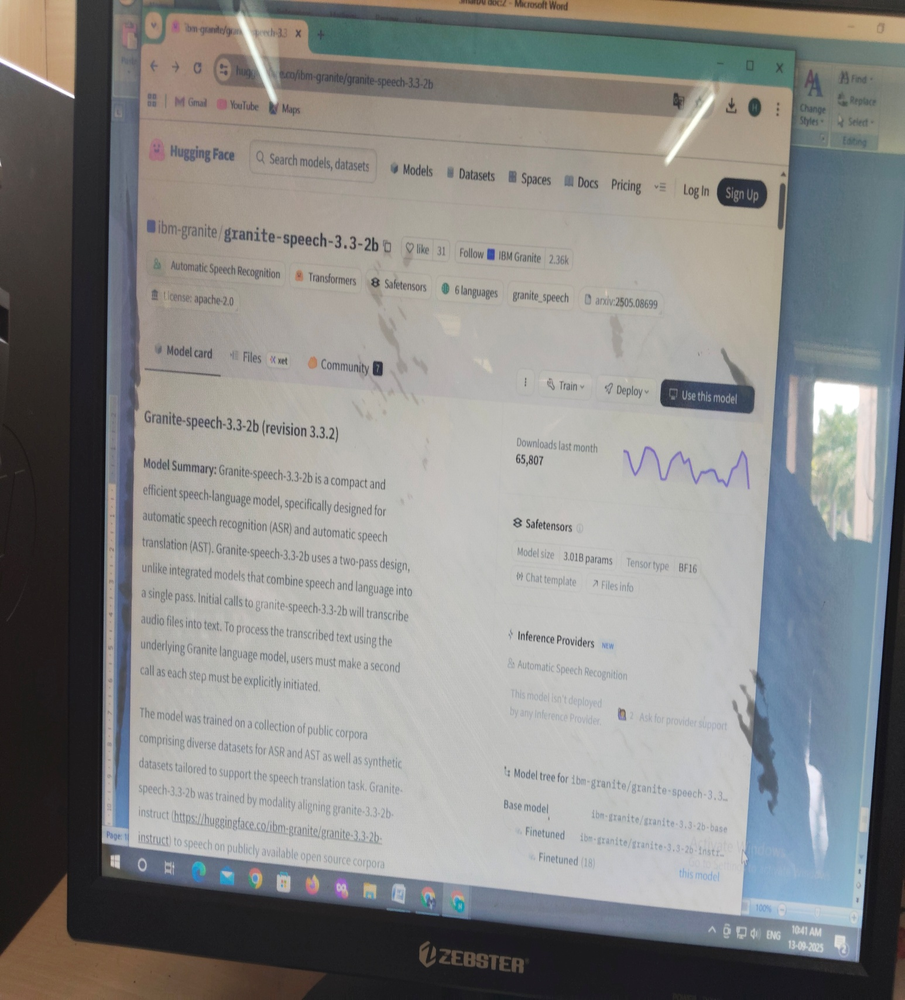 doc2 - Microsoft Word
ibm-granite/gran speech-3.3
hugg e.co/ibm-granite/granite-speech-3.3-2b
Gmail YouTube Maps
Find
Replace
Select
Change
Styles
Editing
Hugging Face Search models, datasets Models Datasets Spaces Docs Pricing Log In Sign Up
ibm-granite/granite-speech-3.3-2b like 31 Follow IBM Granite 2.36k
Automatic Speech Recognition Transformers Safetensors 6 languages granite_speech arxiv:2505.08699
License: apache-2.0
Model card Files xet Community 7
Train Deploy Use this model
Granite-speech-3.3-2b (revision 3.3.2)
Model Summary: Granite-speech-3.3-2b is a compact and
efficient speech-language model, specifically designed for
automatic speech recognition (ASR) and automatic speech
translation (AST). Granite-speech-3.3-2b uses a two-pass design,
unlike integrated models that combine speech and language into
a single pass. Initial calls to granite-speech-3.3-2b will transcribe
audio files into text. To process the transcribed text using the
underlying Granite language model, users must make a second
call as each step must be explicitly initiated.
The model was trained on a collection of public corpora
comprising diverse datasets for ASR and AST as well as synthetic
datasets tailored to support the speech translation task. Granite-
speech-3.3-2b was trained by modality aligning granite-3.3-2b-
instruct (https://huggingface.co/ibm-granite/granite-3.3-2b-
instruct) to speech on publicly available open source corpora
Downloads last month
65,807
Safetensors
Model size 3.01B params Tensor type BF16
Chat template Files info
Inference Providers NEW
Automatic Speech Recognition
This model isn't deployed
by any Inference Provider.
2 Ask for provider support
Model tree for ibm-granite/granite-speech-3.3…
Base model ibm-granite/granite-3.3-2b-base
Finetuned ibm-granite/granite-3.3-2b-instr…
Finetuned (18) this model
Activate Windows
Page: 1
100%
ENG
10:41 AM
13-09-2025
2
ZEBSTER